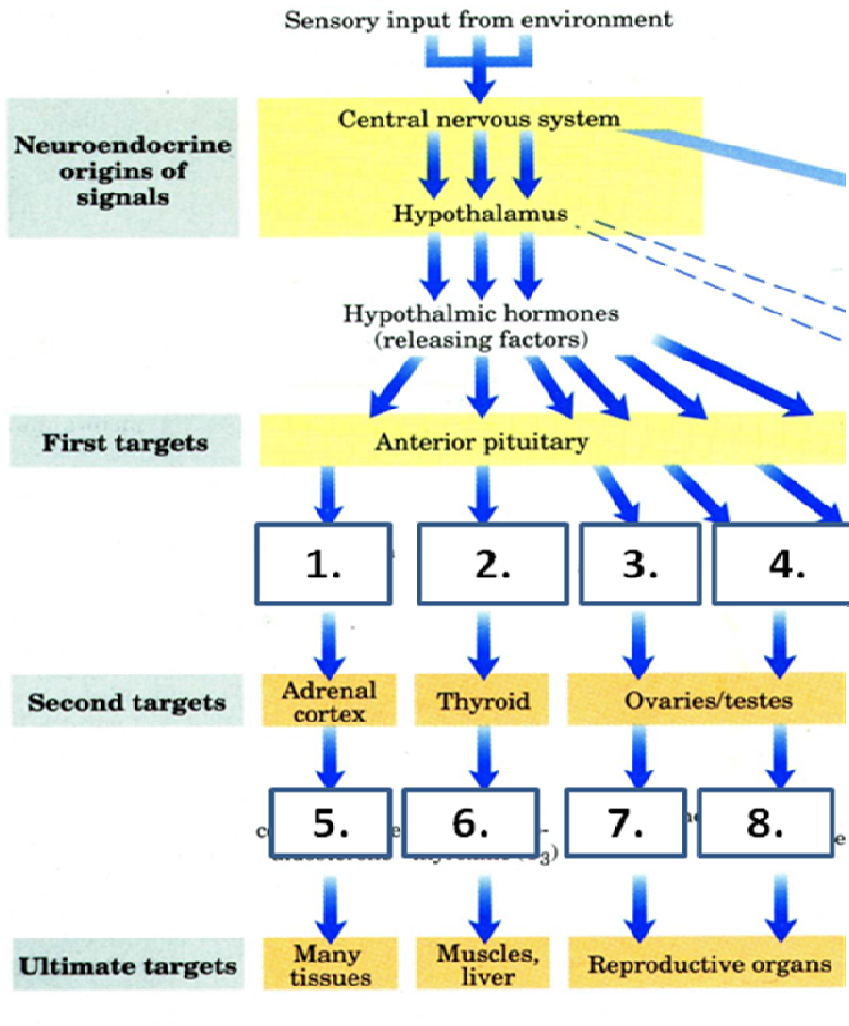 Sensory input from environment
Neuroendocrine
origins of
signals
Central nervous system
Hypothalamus
Hypothalmic hormones
(releasing factors)
First targets
Anterior pituitary
1.
2.
3.
4.
Second targets
Adrenal
cortex
Thyroid
Ovaries/testes
5.
6.
7.
8.
Ultimate targets
Many
tissues
Muscles,
liver
Reproductive organs